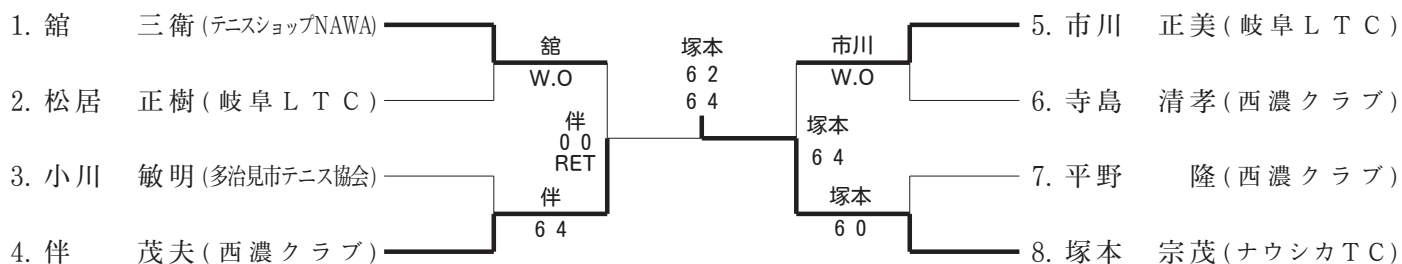 1. 舘 三衛(テニスショップNAWA)
2. 松居 正樹(岐阜LTC)
3. 小川 敏明(多治見市テニス協会)
4. 伴 茂夫(西濃クラブ)
舘
W.O
伴
0 0
RET
伴
6 4
塚本
6 2
6 4
市川
W.O
塚本
6 4
塚本
6 0
5. 市川 正美(岐阜LTC)
6. 寺島 清孝(西濃クラブ)
7. 平野 隆(西濃クラブ)
8. 塚本 宗茂(ナウシカTC)